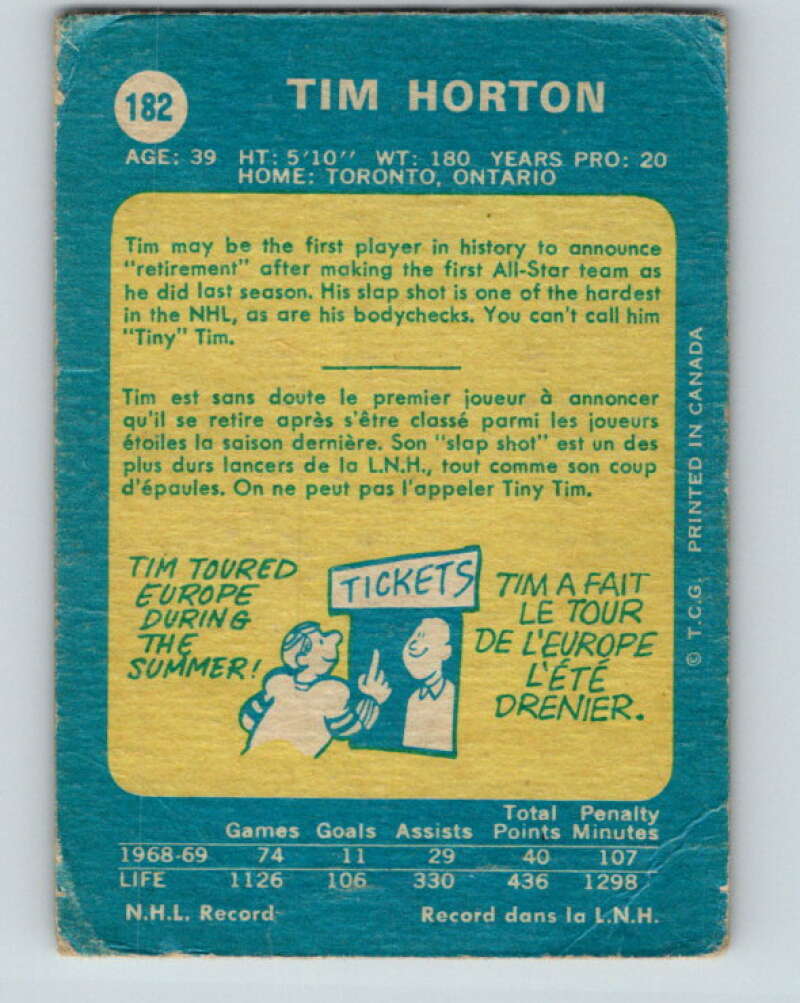 182
TIM HORTON
AGE: 39 HT: 5'10'' WT: 180 YEARS PRO: 20
HOME: TORONTO, ONTARIO
Tim may be the first player in history to announce
"retirement" after making the first All-Star team as
he did last season. His slap shot is one of the hardest
in the NHL, as are his bodychecks. You can't call him
"Tiny" Tim.
Tim est sans doute le premier joueur à annoncer
qu'il se retire après s'être classé parmi les joueurs
étoiles la saison dernière. Son "slap shot" est un des
plus durs lancers de la L.N.H., tout comme son coup
d'épaules. On ne peut pas l'appeler Tiny Tim.
TIM TOURED
EUROPE
DURING
THE
SUMMER!
TICKETS
TIM A FAIT
LE TOUR
DE L'EUROPE
L'ÉTÉ
DRENIER.
© T.C.G. PRINTED IN CANADA
Games Goals Assists Total Points Penalty Minutes
1968-69 74 11 29 40 107
LIFE 1126 106 330 436 1298
N.H.L. Record Record dans la L.N.H.